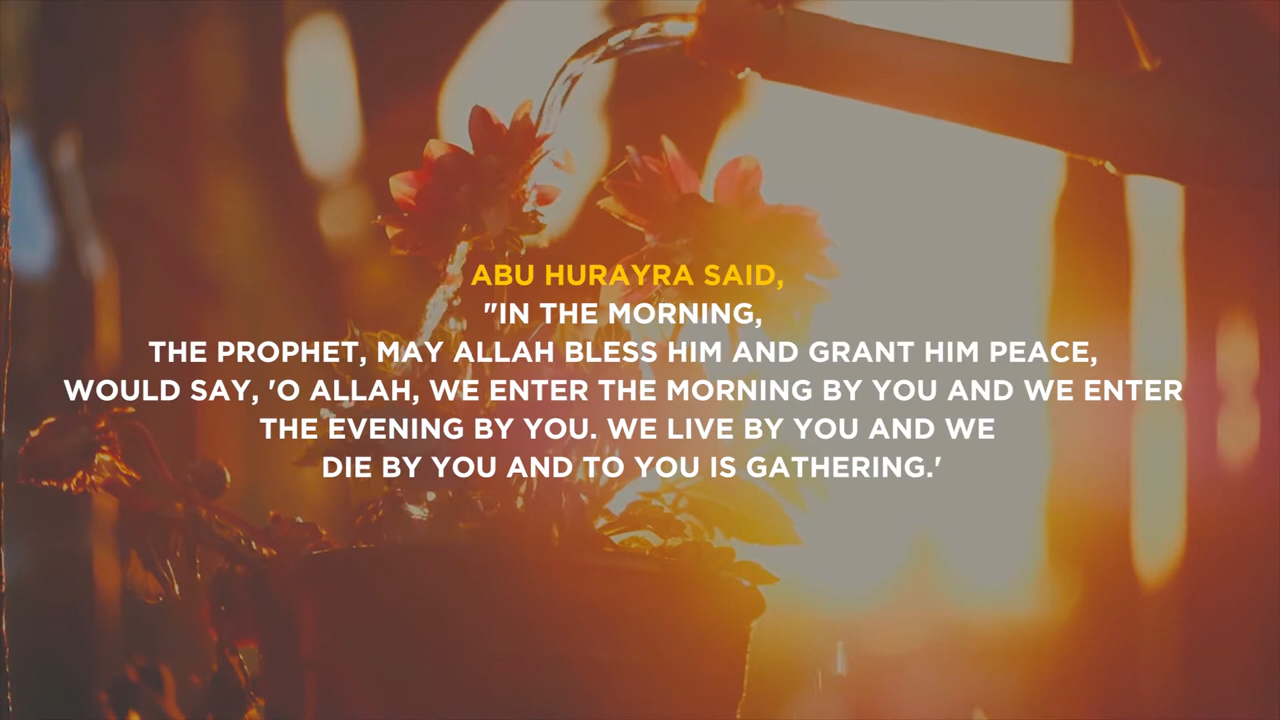 ABU HURAYRA SAID,
"IN THE MORNING,
THE PROPHET, MAY ALLAH BLESS HIM AND GRANT HIM PEACE,
WOULD SAY, 'O ALLAH, WE ENTER THE MORNING BY YOU AND WE ENTER
THE EVENING BY YOU. WE LIVE BY YOU AND WE
DIE BY YOU AND TO YOU IS GATHERING.'